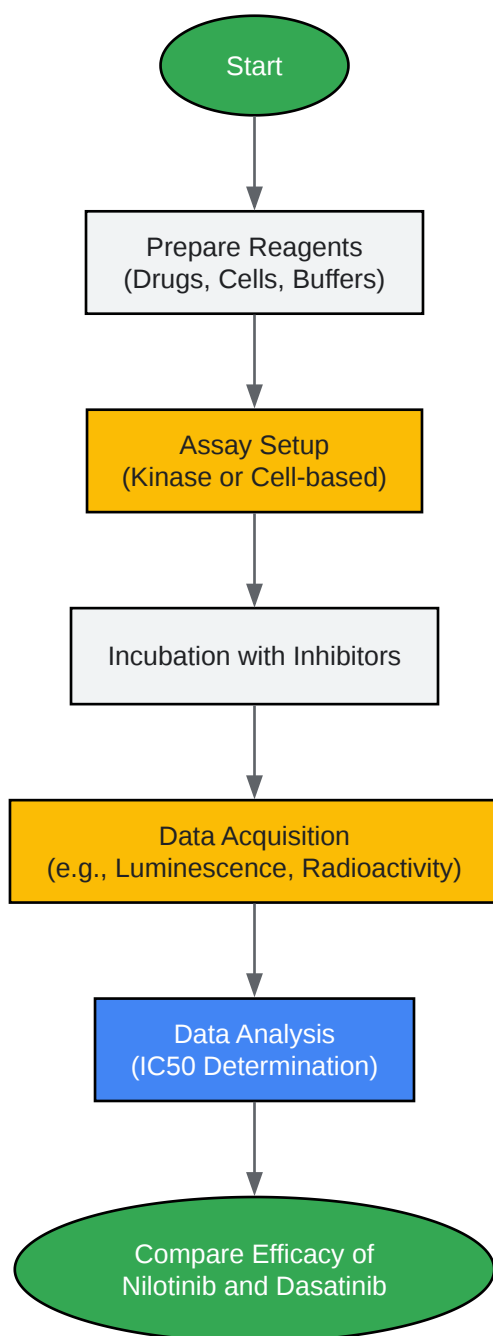 Start
Prepare Reagents
(Drugs, Cells, Buffers)
Assay Setup
(Kinase or Cell-based)
Incubation with Inhibitors
Data Acquisition
(e.g., Luminescence, Radioactivity)
Data Analysis
(IC50 Determination)
Compare Efficacy of
Nilotinib and Dasatinib